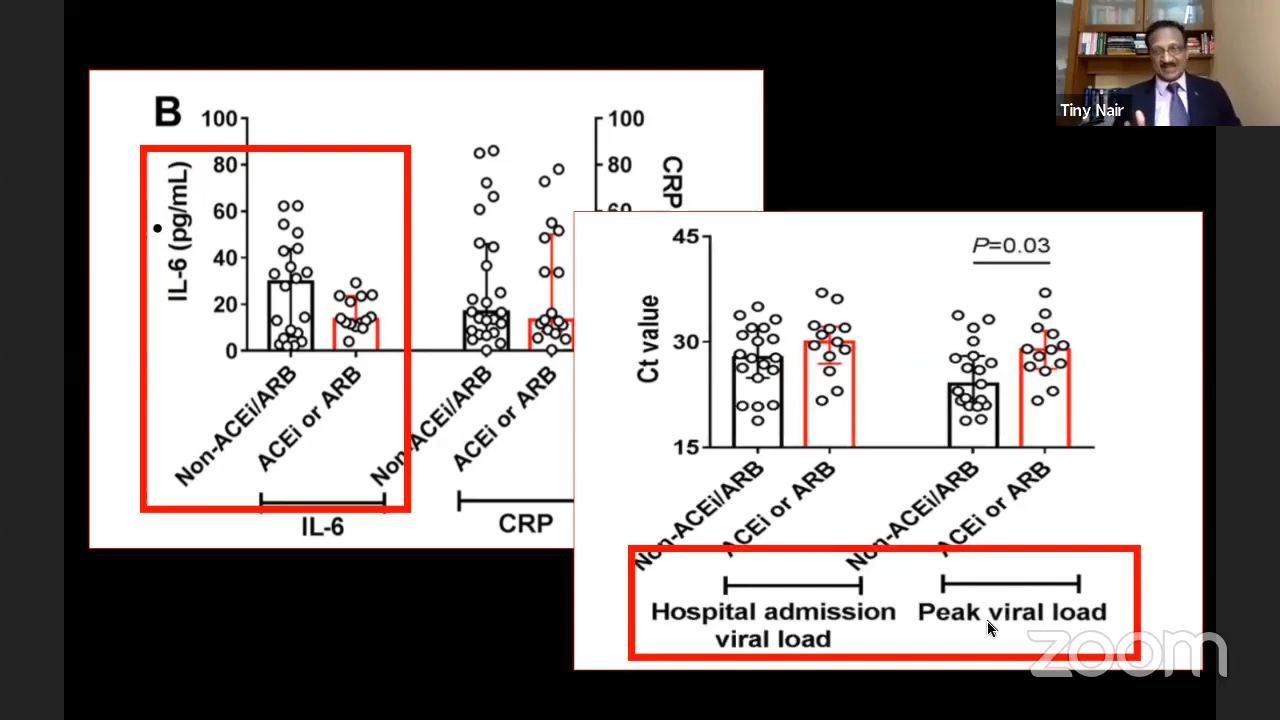 Tiny Nair
B
100
80
60
40
20
0
IL-6 (pg/mL)
100
80
60
CRP
Non-ACEi/ARB
ACEi or ARB
Non-ACEi/ARB
ACEi or ARB
IL-6
CRP
45
30
15
Ct value
P=0.03
Non-ACEi/ARB
ACEi or ARB
Non-ACEi/ARB
ACEi or ARB
Hospital admission
viral load
Peak viral load
zoom